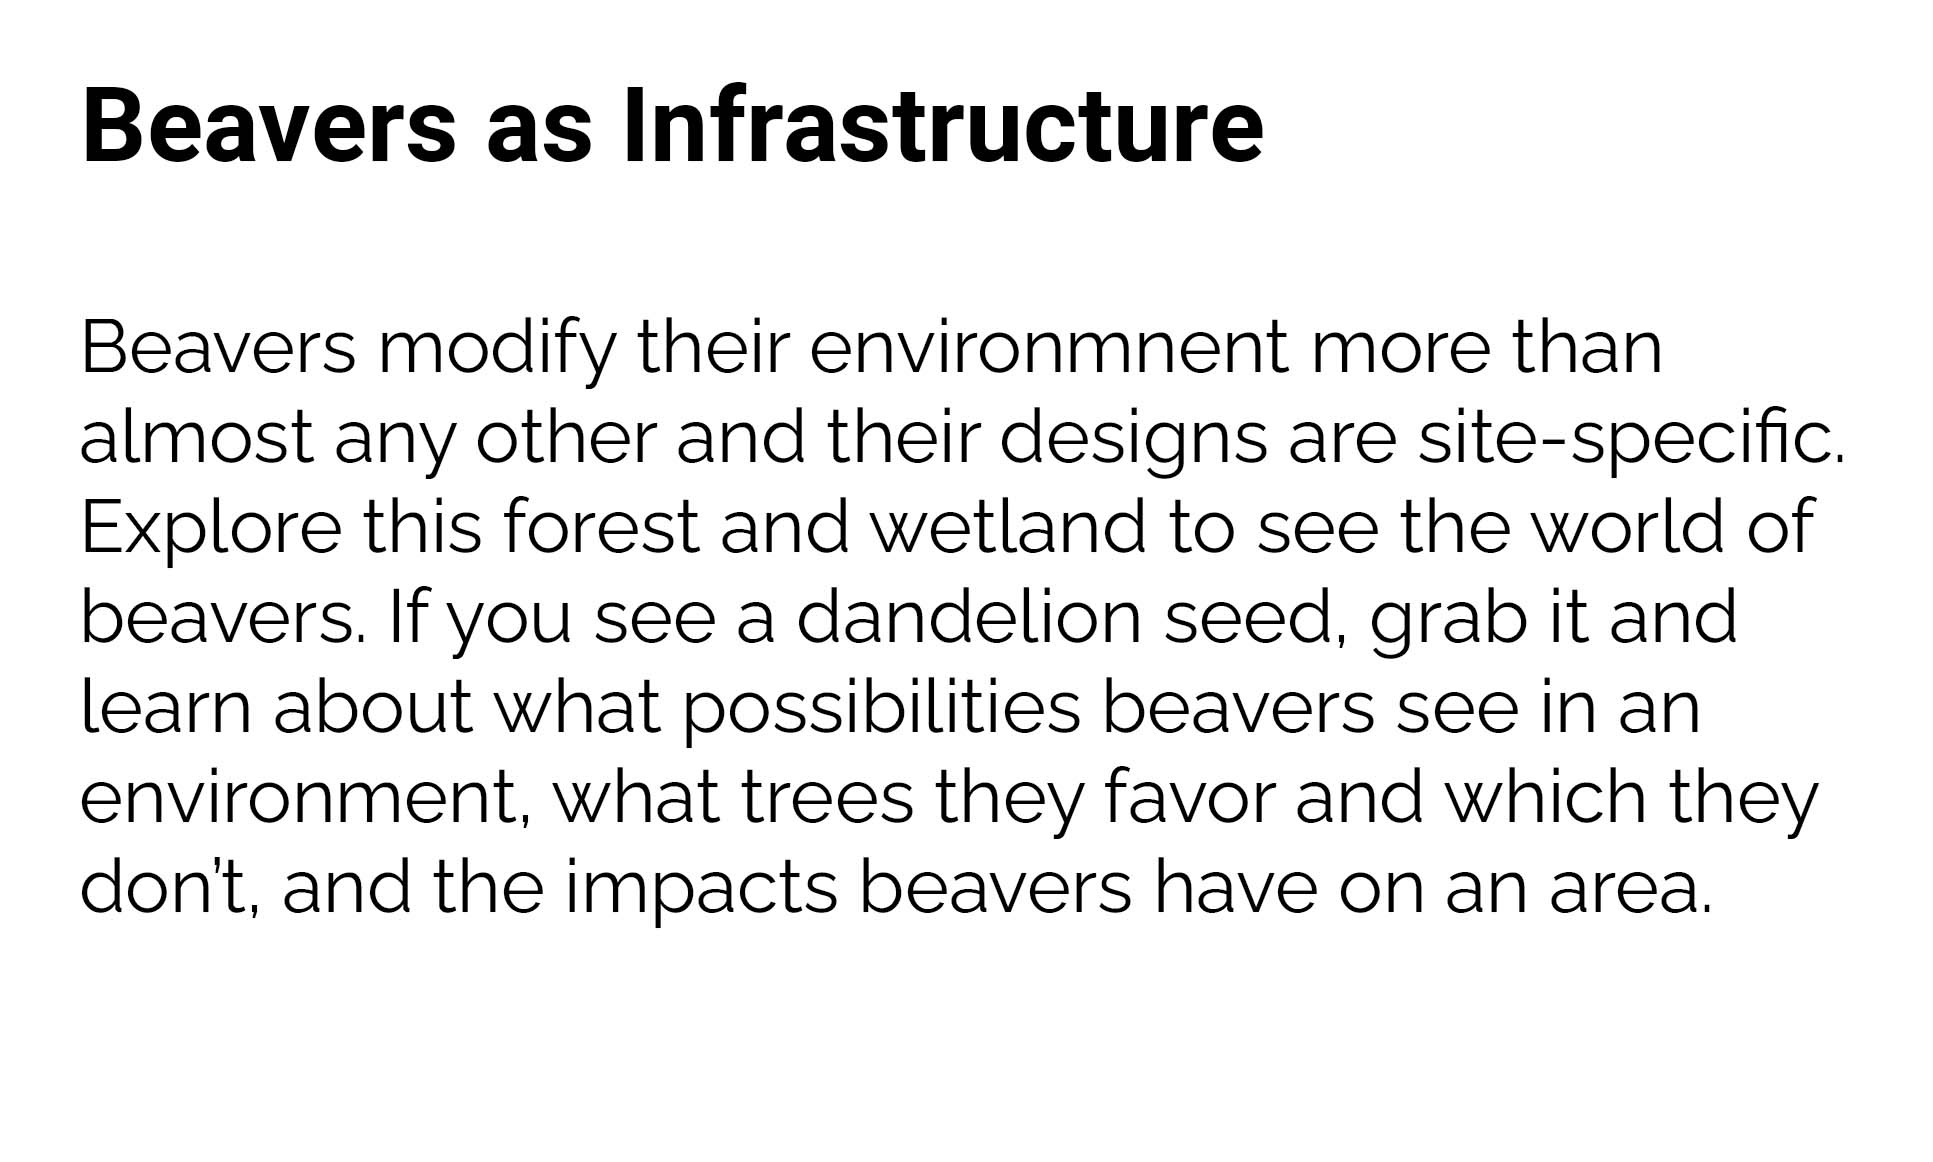 Beavers as Infrastructure
Beavers modify their environmnent more than
almost any other and their designs are site-specific.
Explore this forest and wetland to see the world of
beavers. If you see a dandelion seed, grab it and
learn about what possibilities beavers see in an
environment, what trees they favor and which they
don’t, and the impacts beavers have on an area.